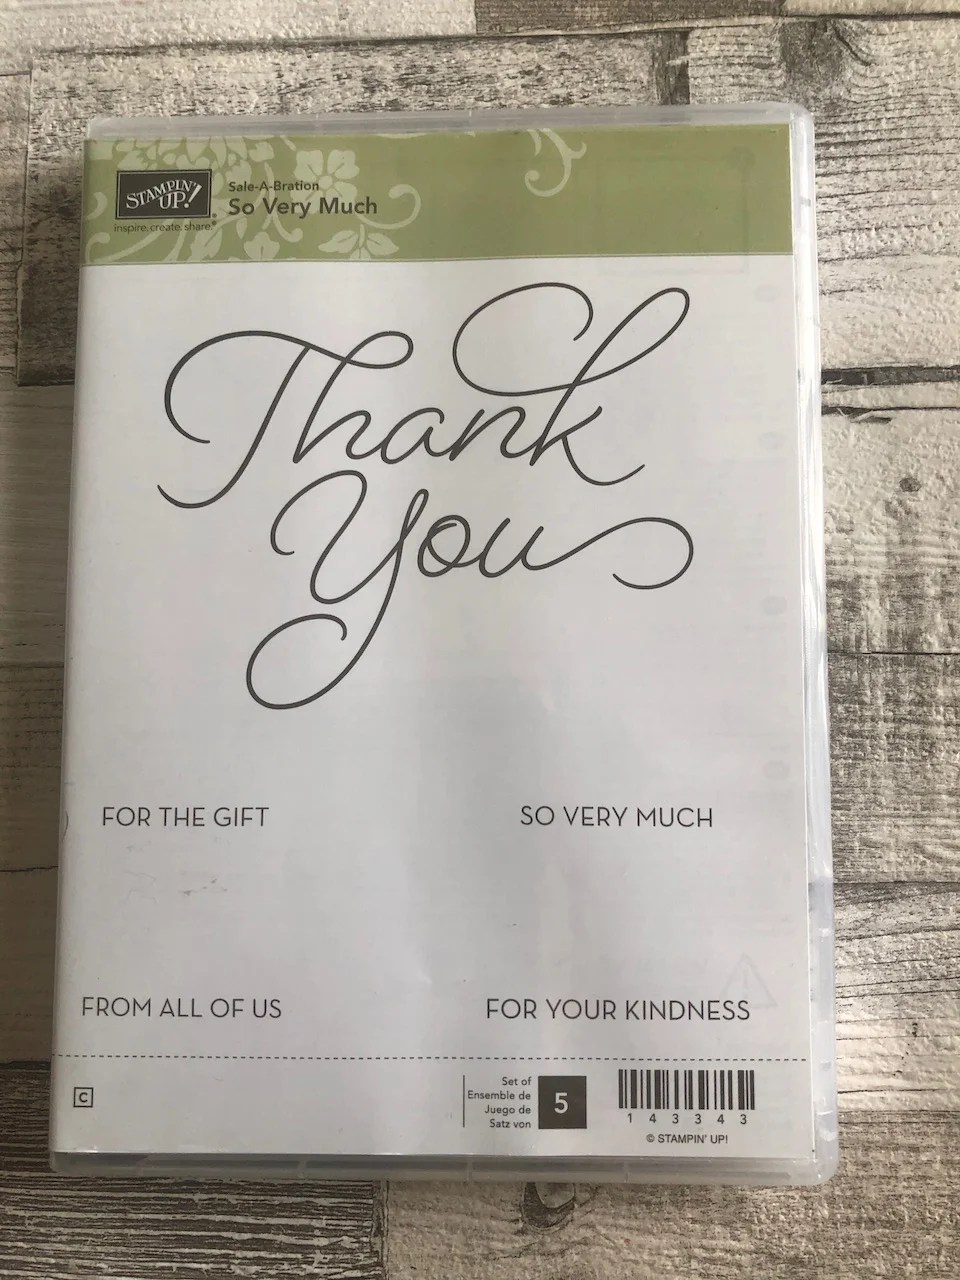 STAMPIN' UP!®
inspire. create. share.®
Sale-A-Bration
So Very Much
Thank
You
FOR THE GIFT
SO VERY MUCH
FROM ALL OF US
FOR YOUR KINDNESS
C
Set of
Ensemble de
Juego de
Satz von
5
1 4 3 3 4 3
© STAMPIN' UP!